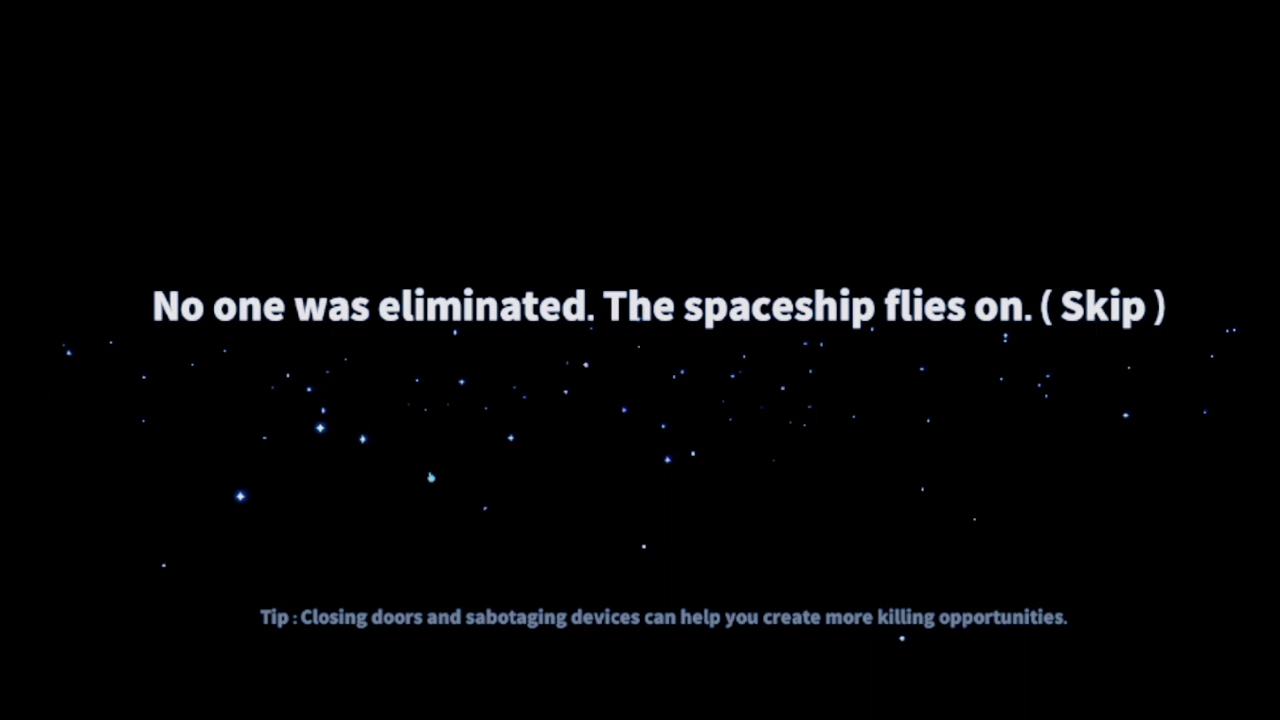 No one was eliminated. The spaceship flies on. ( Skip )
Tip : Closing doors and sabotaging devices can help you create more killing opportunities.